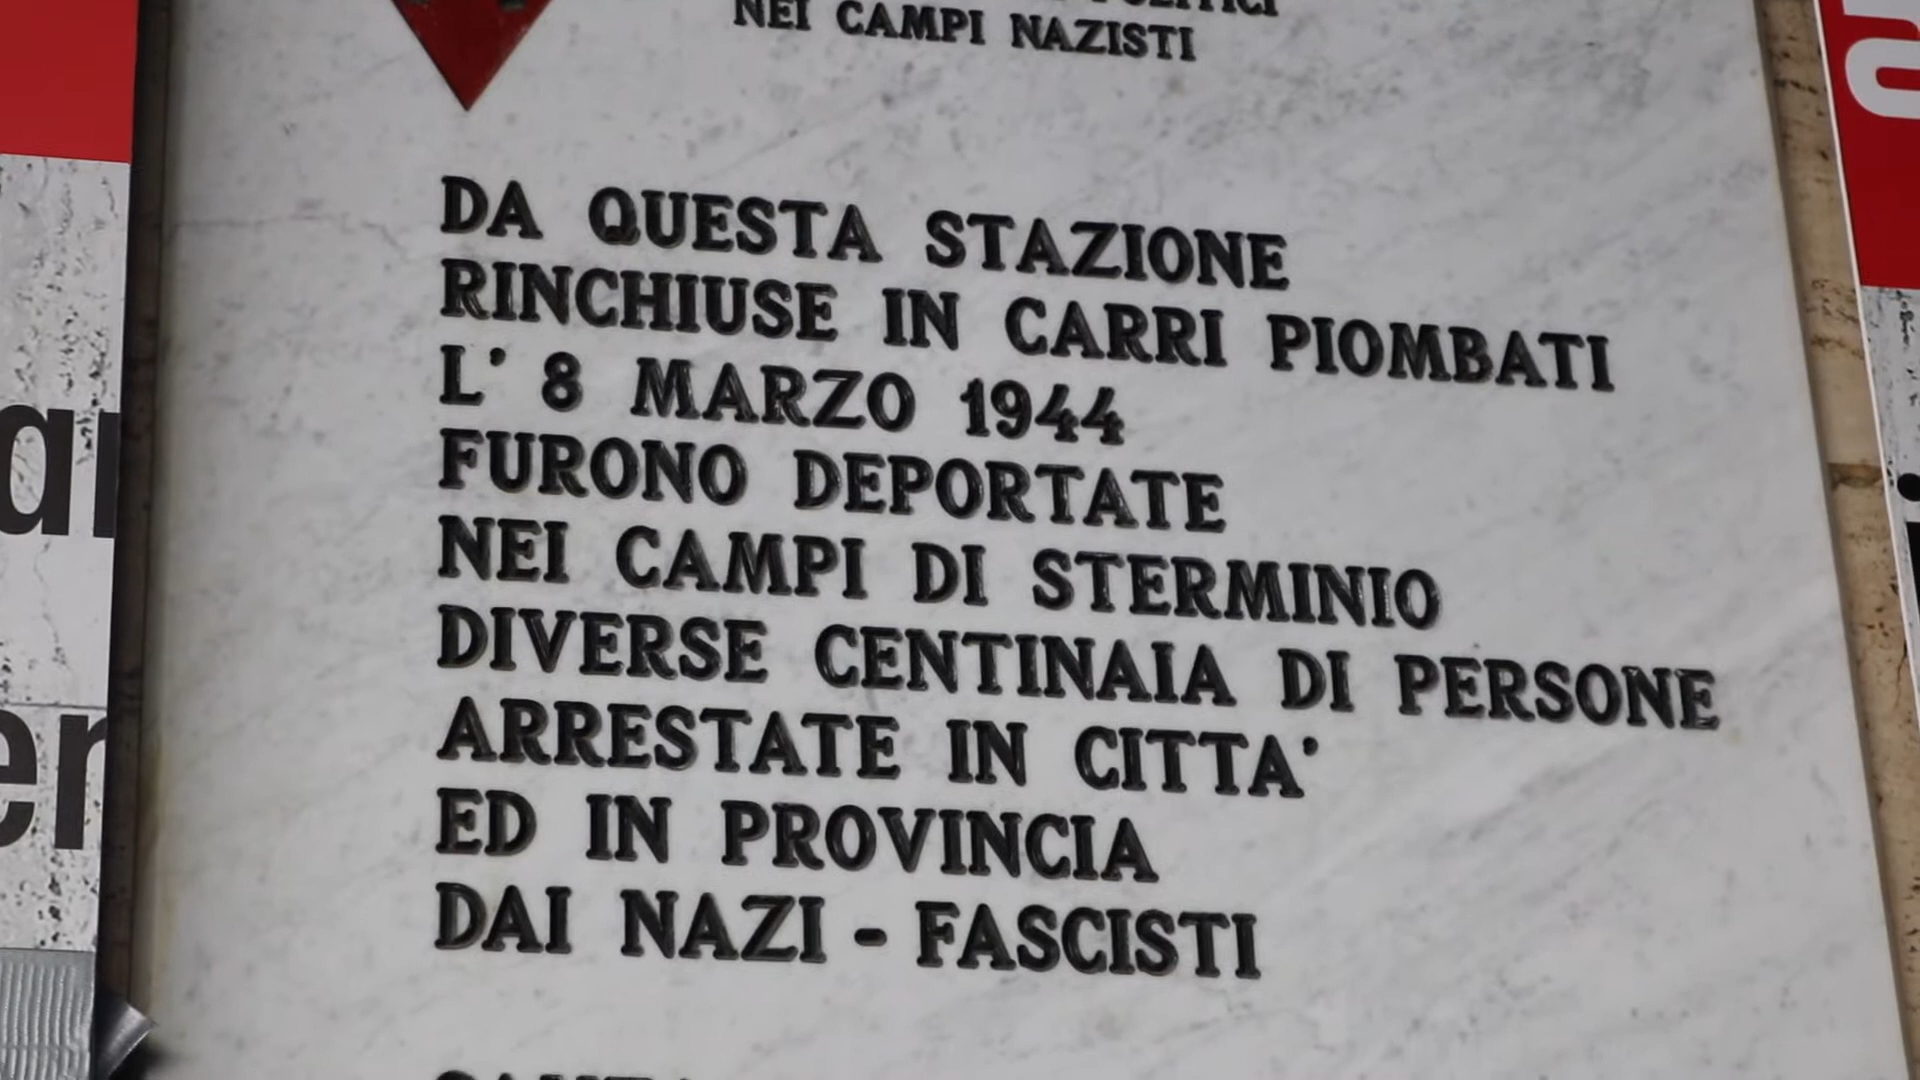 NEI CAMPI NAZISTI
DA QUESTA STAZIONE
RINCHIUSE IN CARRI PIOMBATI
L' 8 MARZO 1944
FURONO DEPORTATE
NEI CAMPI DI STERMINIO
DIVERSE CENTINAIA DI PERSONE
ARRESTATE IN CITTA'
ED IN PROVINCIA
DAI NAZI - FASCISTI